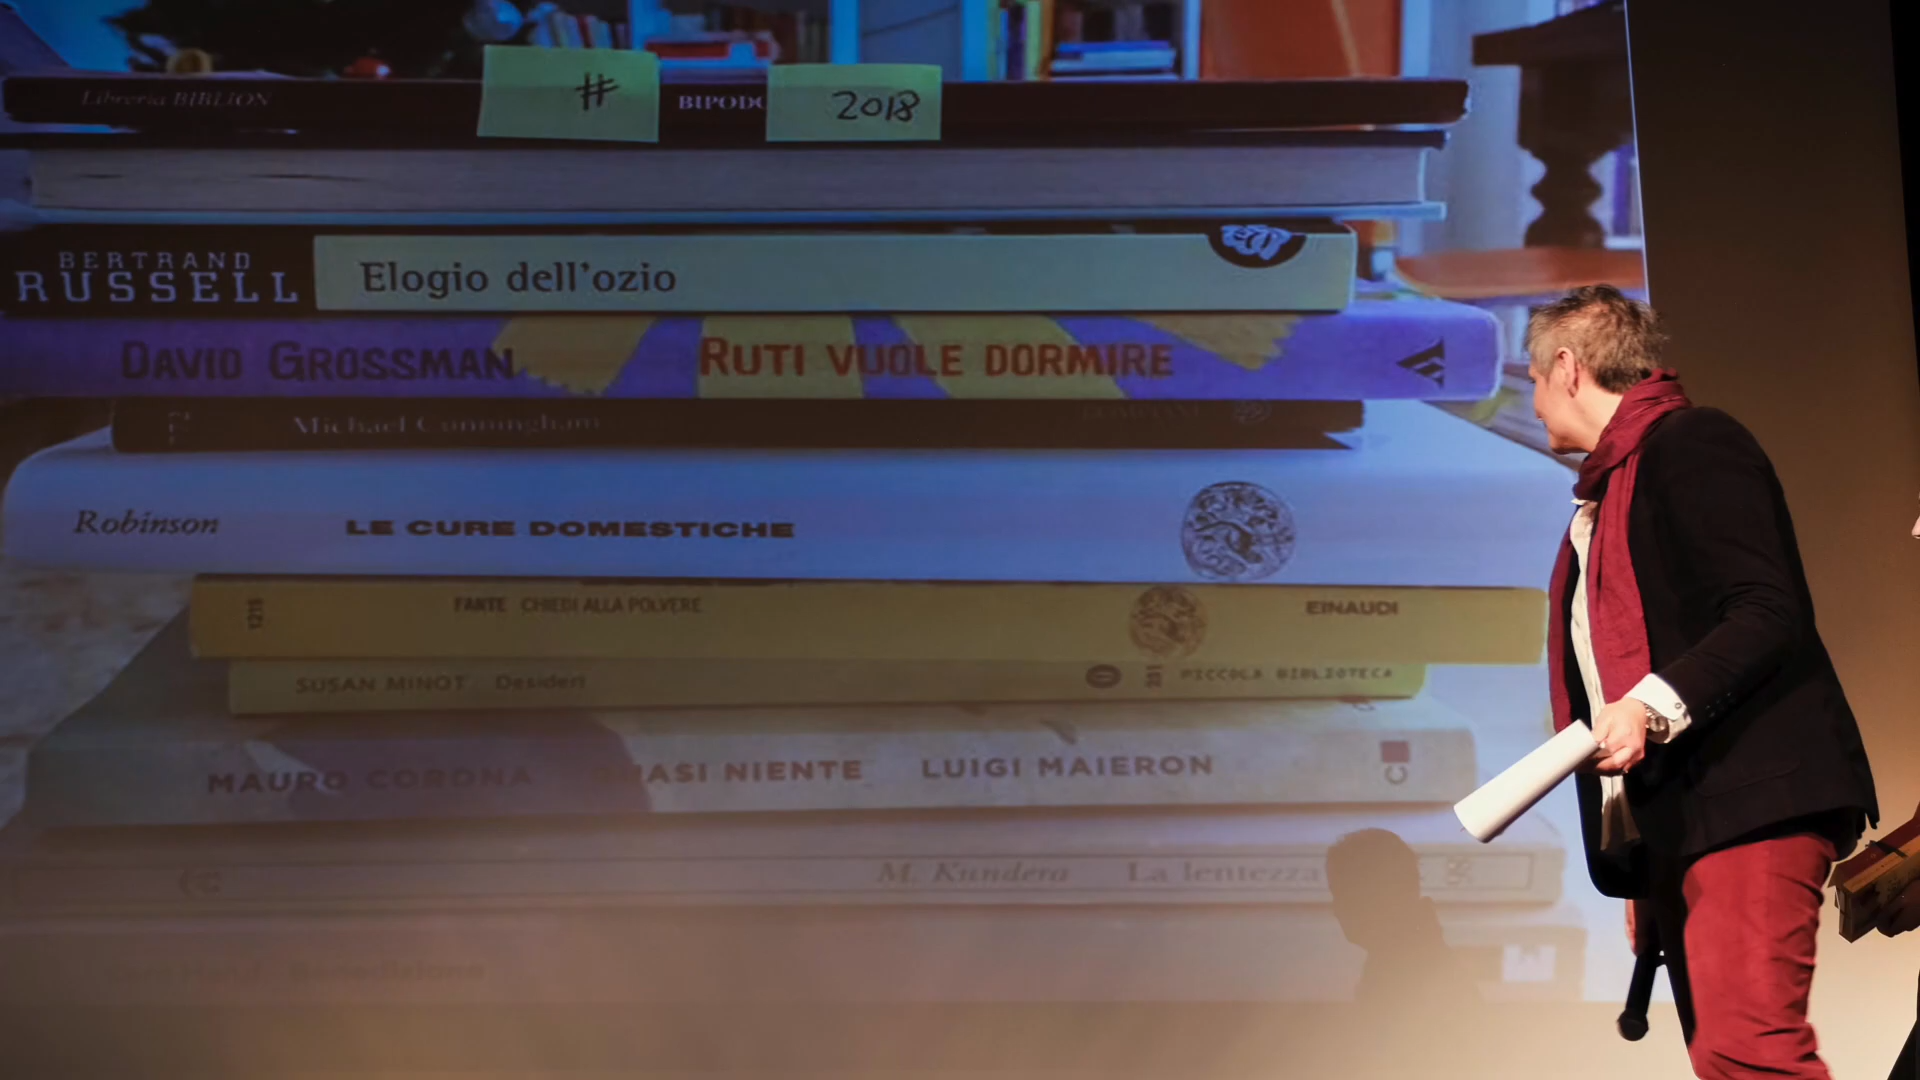 #
2018
Libreria BIBLION
BIPODO
BERTRAND
RUSSELL
Elogio dell'ozio
DAVID GROSSMAN RUTI VUOLE DORMIRE
Michael Cunningham
Robinson LE CURE DOMESTICHE
1211 FANTE CHIEDI ALLA POLVERE EINAUDI
SUSAN MINOT Desideri PICCOLA BIBLIOTECA
MAURO CORONA QUASI NIENTE LUIGI MAIERON
M. Kundera La lentezza